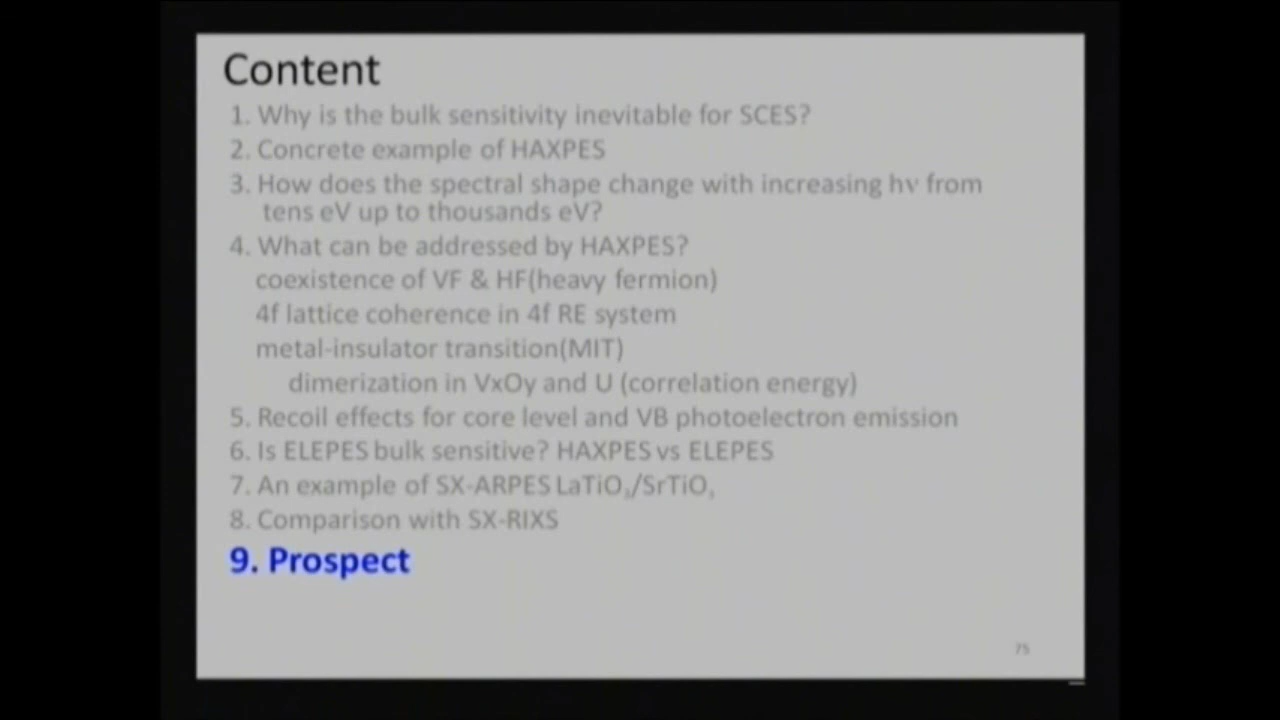 Content
1. Why is the bulk sensitivity inevitable for SCES?
2. Concrete example of HAXPES
3. How does the spectral shape change with increasing hν from
tens eV up to thousands eV?
4. What can be addressed by HAXPES?
coexistence of VF & HF(heavy fermion)
4f lattice coherence in 4f RE system
metal-insulator transition(MIT)
dimerization in VxOy and U (correlation energy)
5. Recoil effects for core level and VB photoelectron emission
6. Is ELEPES bulk sensitive? HAXPES vs ELEPES
7. An example of SX-ARPES LaTiO₃/SrTiO₃
8. Comparison with SX-RIXS
9. Prospect
75